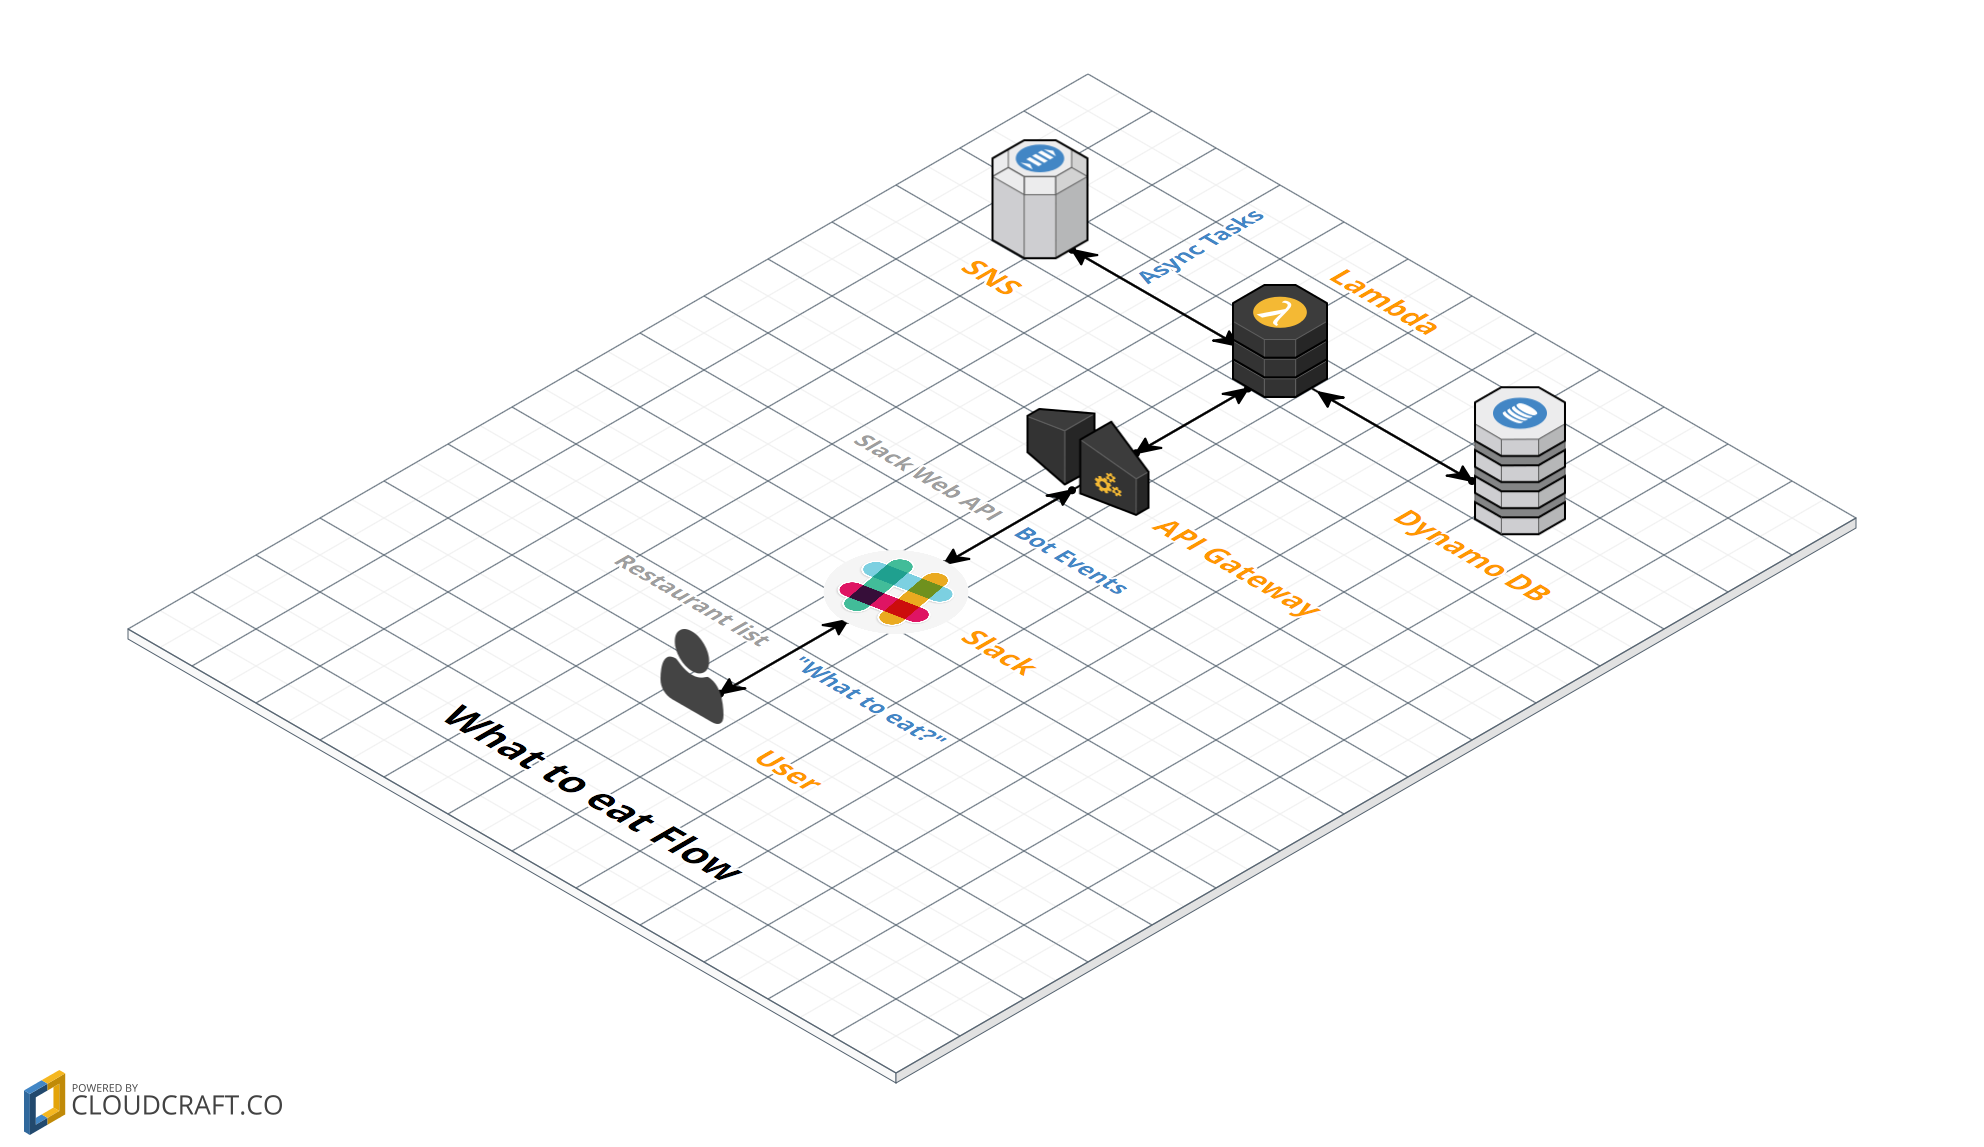 SNS
Async Tasks
Lambda
Slack Web API
Bot Events
API Gateway
Dynamo DB
Restaurant list
Slack
"What to eat?"
User
What to eat Flow
POWERED BY
CLOUDCRAFT.CO